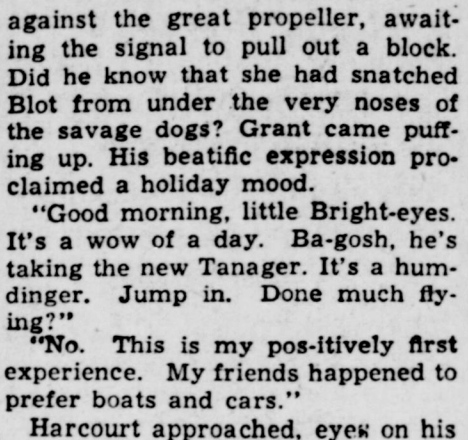 against the great propeller, await-
ing the signal to pull out a block.
Did he know that she had snatched
Blot from under the very noses of
the savage dogs? Grant came puff-
ing up. His beatific expression pro-
claimed a holiday mood.
"Good morning, little Bright-eyes.
It's a wow of a day. Ba-gosh, he's
taking the new Tanager. It's a hum-
dinger. Jump in. Done much fly-
ing?"
"No. This is my pos-itively first
experience. My friends happened to
prefer boats and cars."
Harcourt approached, eyes on his